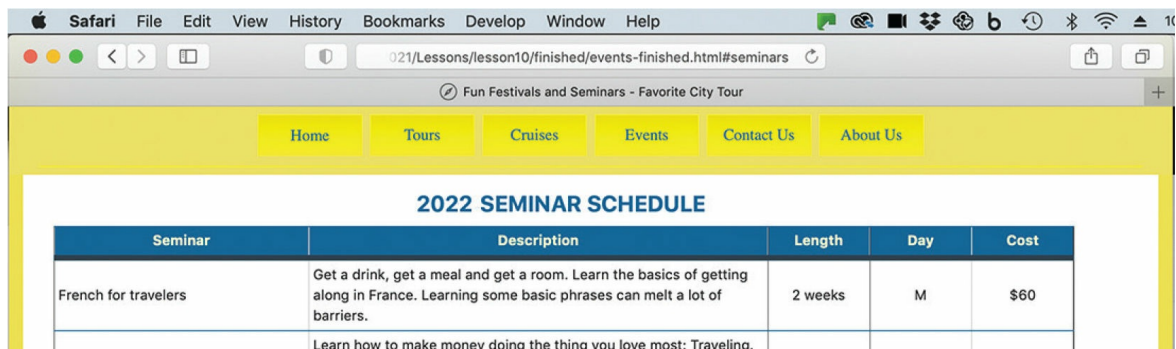 Safari File Edit View History Bookmarks Develop Window Help
021/Lessons/lesson10/finished/events-finished.html#seminars
Fun Festivals and Seminars - Favorite City Tour
Home Tours Cruises Events Contact Us About Us
2022 SEMINAR SCHEDULE
Seminar Description Length Day Cost
Get a drink, get a meal and get a room. Learn the basics of getting
French for travelers along in France. Learning some basic phrases can melt a lot of 2 weeks M $60
barriers.
Learn how to make money doing the thing you love most: Traveling.